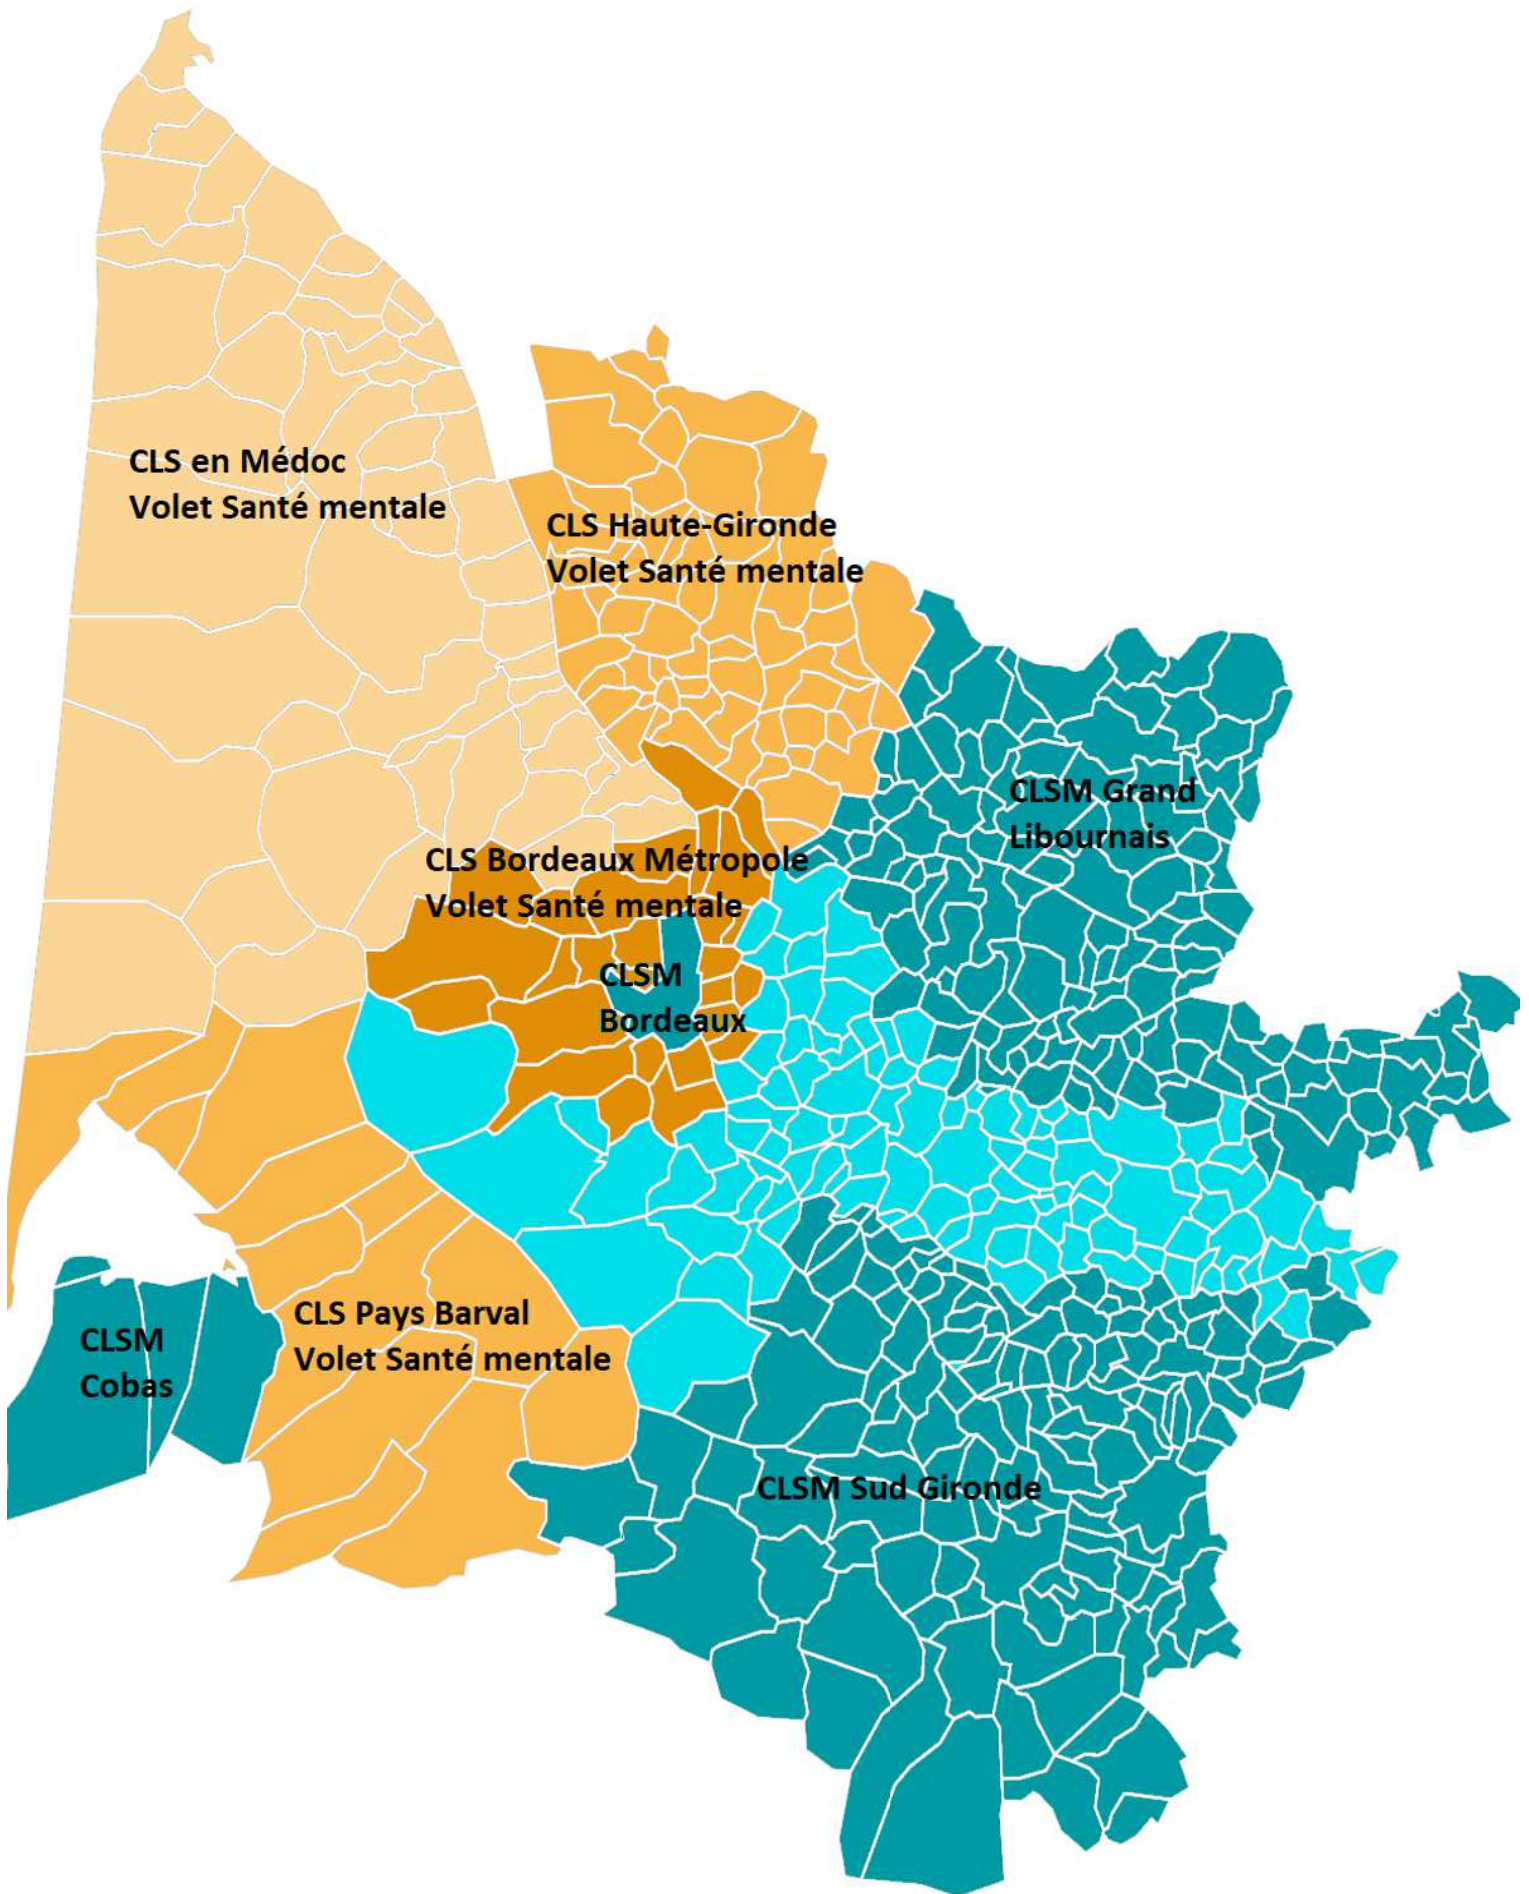 CLS en Médoc
Volet Santé mentale
CLS Haute-Gironde
Volet Santé mentale
CLSM Grand
Libournais
CLS Bordeaux Métropole
Volet Santé mentale
CLSM
Bordeaux
CLS Pays Barval
Volet Santé mentale
CLSM
Cobas
CLSM Sud Gironde